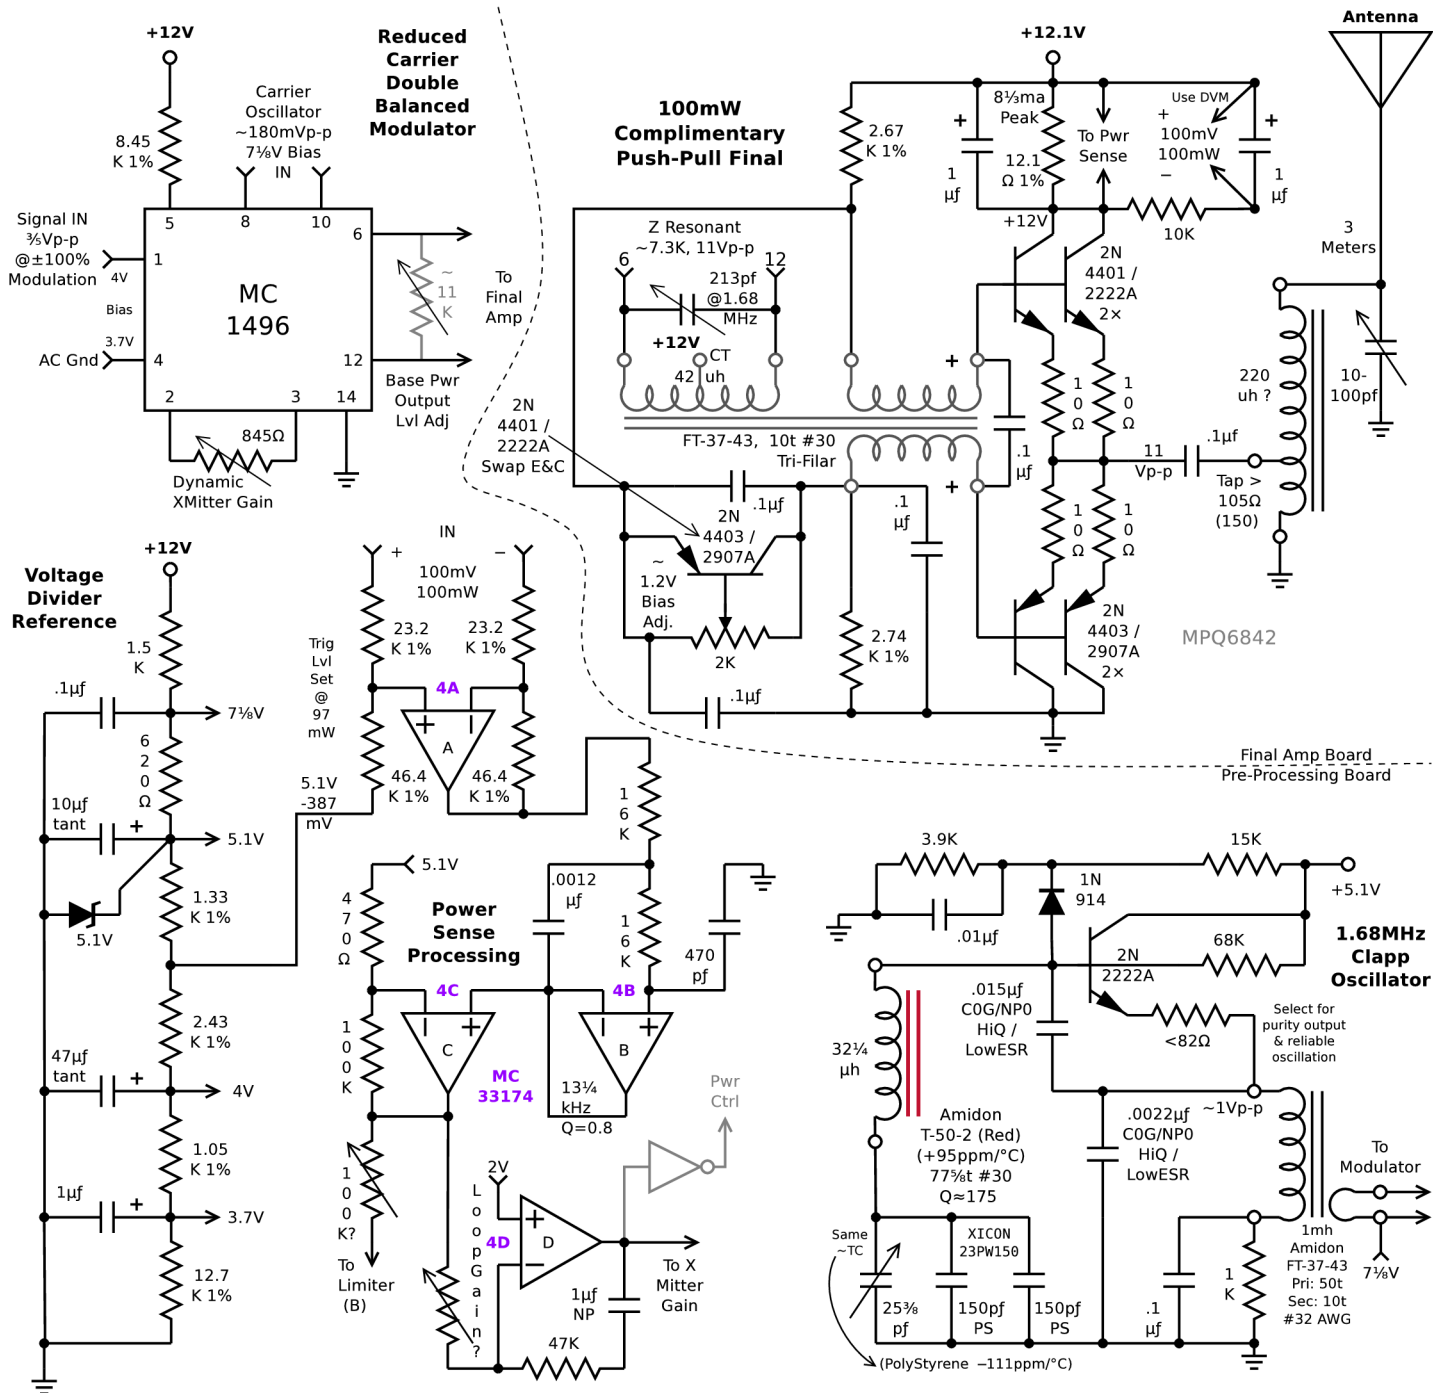 +12V
Reduced
Carrier
Double
Balanced
Modulator
Carrier
Oscillator
~180mVp-p
7⅛V Bias
IN
8.45
K 1%
5
8
10
6
Signal IN
⅗Vp-p
@±100%
Modulation
1
4V
Bias
3.7V
AC Gnd
4
MC
1496
12
2
3
14
~
11
K
To
Final
Amp
Base Pwr
Output
Lvl Adj
845Ω
Dynamic
XMitter Gain
+12.1V
Antenna
100mW
Complimentary
Push-Pull Final
2.67
K 1%
+
1
µf
8⅓ma
Peak
12.1
Ω 1%
To Pwr
Sense
Use DVM
+
100mV
100mW
−
+
1
µf
+12V
10K
Z Resonant
~7.3K, 11Vp-p
6
12
213pf
@1.68
MHz
+12V
CT
42 uh
FT-37-43, 10t #30
Tri-Filar
+
+
.1
µf
2N
4401 /
2222A
2×
1
0
Ω
1
0
Ω
3
Meters
220
uh ?
10-
100pf
11
Vp-p
.1µf
Tap >
105Ω
(150)
1
0
Ω
1
0
Ω
2N
4401 /
2222A
Swap E&C
.1µf
2N
4403 /
2907A
~
1.2V
Bias
Adj.
2K
.1µf
.1
µf
2.74
K 1%
2N
4403 /
2907A
2×
MPQ6842
Final Amp Board
Pre-Processing Board
+12V
Voltage
Divider
Reference
1.5
K
.1µf
7⅛V
6
2
0
Ω
10µf
tant
+
5.1V
5.1V
1.33
K 1%
2.43
K 1%
47µf
tant
+
4V
1.05
K 1%
1µf
+
3.7V
12.7
K 1%
IN
+
−
100mV
100mW
23.2
K 1%
23.2
K 1%
Trig
Lvl
Set
@
97
mW
4A
+
−
A
46.4
K 1%
46.4
K 1%
5.1V
-387
mV
1
6
K
5.1V
4
7
0
Ω
Power
Sense
Processing
.0012
µf
1
6
K
470
pf
4C
4B
−
+
C
−
+
B
1
0
0
K
MC
33174
13¼
kHz
Q=0.8
Pwr
Ctrl
1
0
0
K?
To
Limiter
(B)
L
o
o
p
G
a
i
n
?
2V
4D
+
−
D
1µf
NP
47K
To X
Mitter
Gain
3.9K
15K
1N
914
+5.1V
.01µf
2N
2222A
68K
1.68MHz
Clapp
Oscillator
.015µf
C0G/NP0
HiQ /
LowESR
<82Ω
Select for
purity output
& reliable
oscillation
32¼
µh
Amidon
T-50-2 (Red)
(+95ppm/°C)
77⅝t #30
Q≈175
.0022µf
C0G/NP0
HiQ /
LowESR
~1Vp-p
To
Modulator
7⅛V
Same
~TC
XICON
23PW150
25⅜
pf
150pf
PS
150pf
PS
.1
µf
1
K
1mh
Amidon
FT-37-43
Pri: 50t
Sec: 10t
#32 AWG
(PolyStyrene −111ppm/°C)